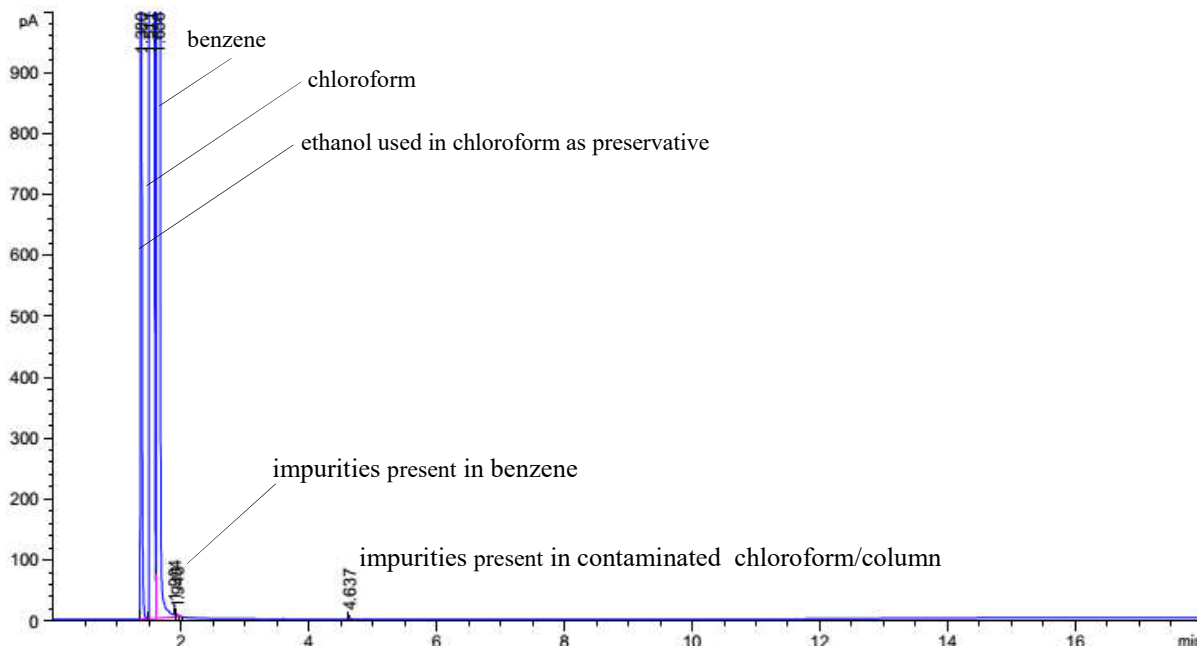 pA
benzene
900
chloroform
800
ethanol used in chloroform as preservative
700
600
500
400
300
impurities present in benzene
200
100
impurities present in contaminated chloroform/column
4.637
0
2 4 6 8 10 12 14 16 min